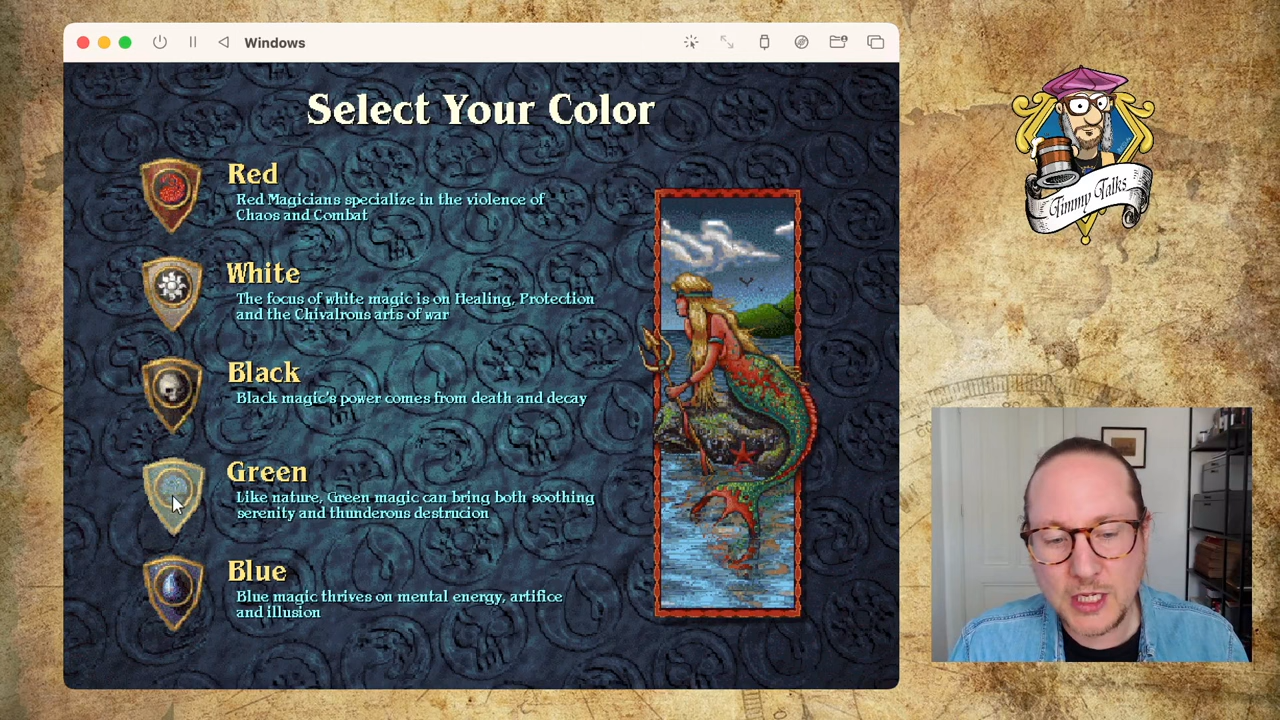 Windows
Select Your Color
Red
Red Magicians specialize in the violence of
Chaos and Combat
White
The focus of white magic is on Healing, Protection
and the Chivalrous arts of war
Black
Black magic's power comes from death and decay
Green
Like nature, Green magic can bring both soothing
serenity and thunderous destrucion
Blue
Blue magic thrives on mental energy, artifice
and illusion
Timmy Talks